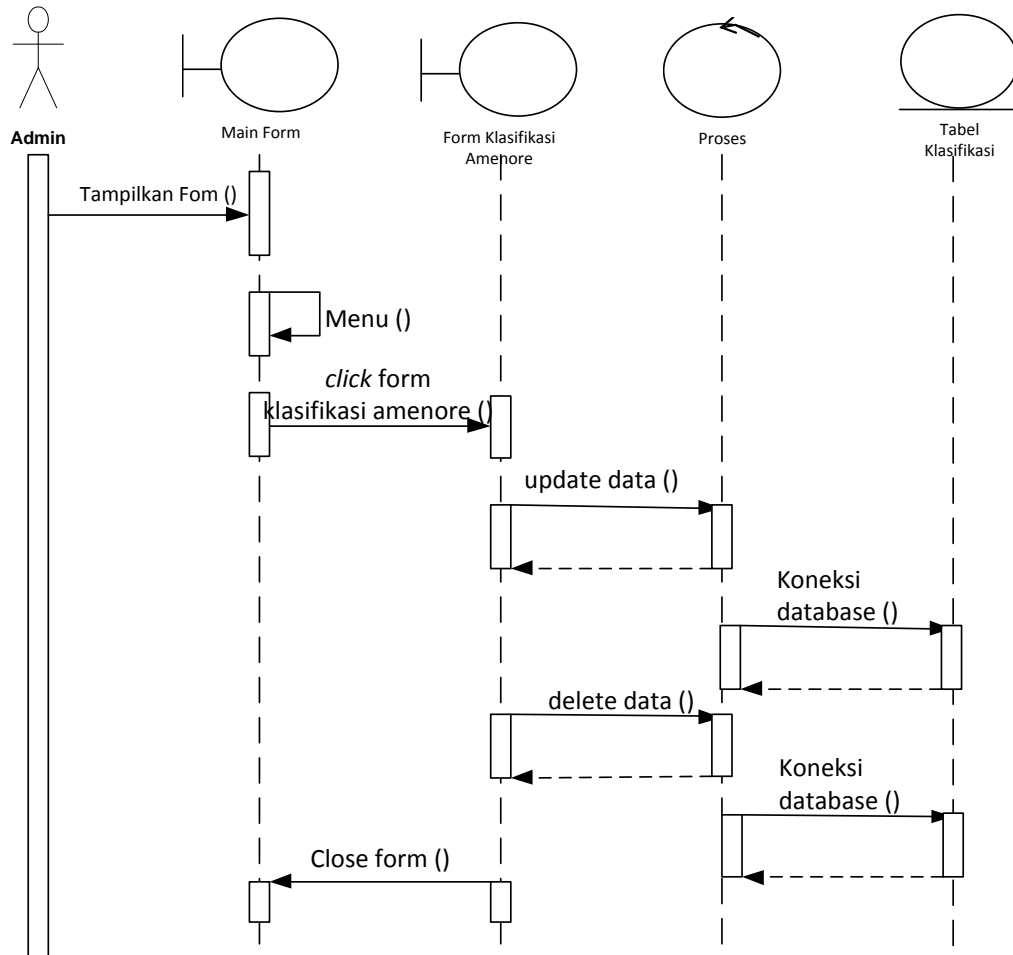 Admin
Main Form
Form Klasifikasi
Amenore
Proses
Tabel
Klasifikasi
Tampilkan Fom ()
Menu ()
click form
klasifikasi amenore ()
update data ()
Koneksi
database ()
delete data ()
Koneksi
database ()
Close form ()